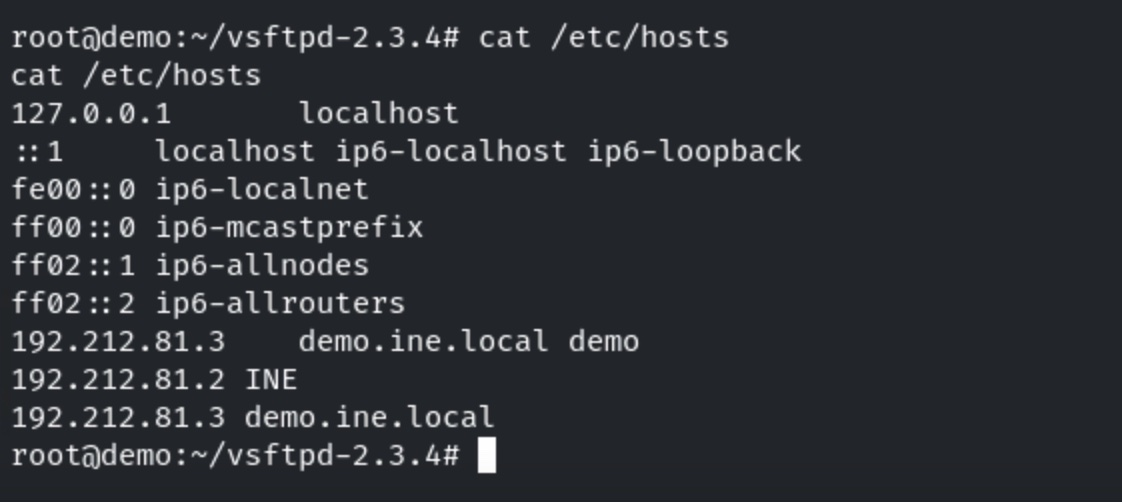 root@demo:~/vsftpd-2.3.4# cat /etc/hosts
cat /etc/hosts
127.0.0.1       localhost
::1     localhost ip6-localhost ip6-loopback
fe00::0 ip6-localnet
ff00::0 ip6-mcastprefix
ff02::1 ip6-allnodes
ff02::2 ip6-allrouters
192.212.81.3    demo.ine.local demo
192.212.81.2 INE
192.212.81.3 demo.ine.local
root@demo:~/vsftpd-2.3.4#